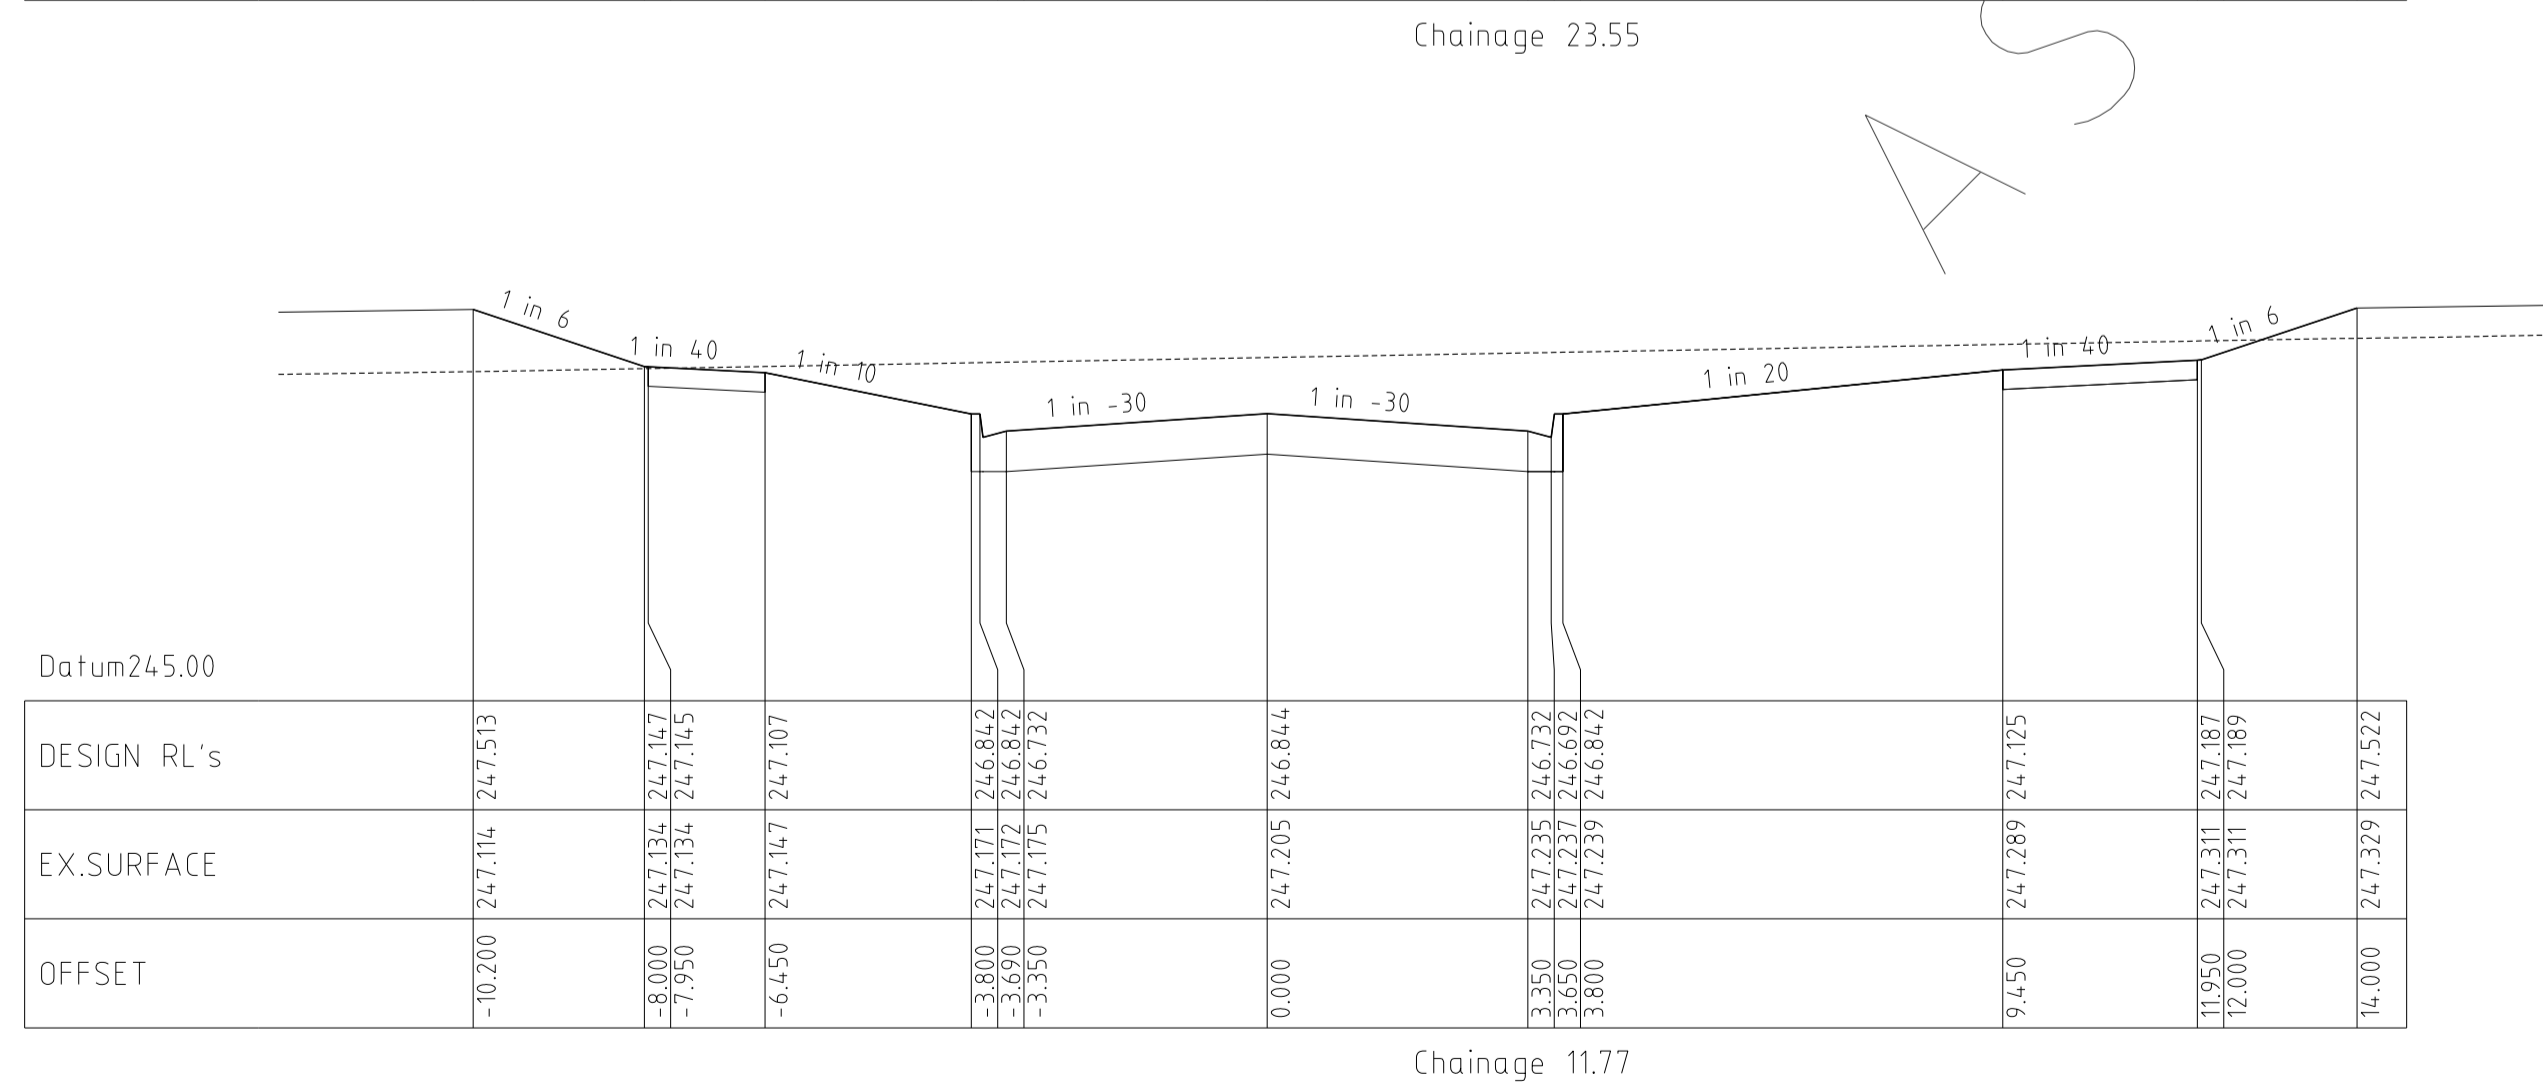 Chainage 23.55
A S
1 in 6
1 in 40
1 in 10
1 in -30
1 in -30
1 in 20
1 in 40
1 in 6
Datum245.00
DESIGN RL's 247.513 247.147 247.145 247.107 246.842 246.842 246.732 246.844 246.732 246.692 246.842 247.125 247.187 247.189 247.522
EX.SURFACE 247.114 247.134 247.134 247.147 247.171 247.172 247.175 247.205 247.235 247.237 247.239 247.289 247.311 247.311 247.329
OFFSET -10.200 -8.000 -7.950 -6.450 -3.800 -3.690 -3.350 0.000 3.350 3.650 3.800 9.450 11.950 12.000 14.000
Chainage 11.77